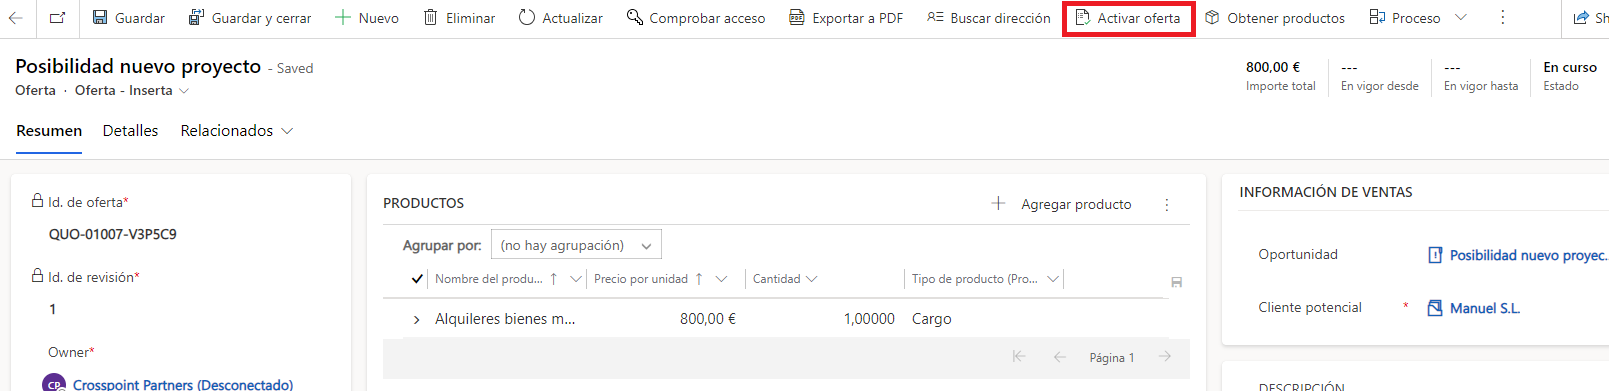 Guardar Guardar y cerrar Nuevo Eliminar Actualizar Comprobar acceso Exportar a PDF Buscar dirección Activar oferta Obtener productos Proceso Sh
Posibilidad nuevo proyecto - Saved
Oferta · Oferta - Inserta
800,00 € --- --- En curso
Importe total En vigor desde En vigor hasta Estado
Resumen Detalles Relacionados
Id. de oferta*
QUO-01007-V3P5C9
Id. de revisión*
1
Owner*
CP Crosspoint Partners (Desconectado)
PRODUCTOS Agregar producto
Agrupar por: (no hay agrupación)
Nombre del produ... Precio por unidad Cantidad Tipo de producto (Pro...
Alquileres bienes m... 800,00 € 1,00000 Cargo
Página 1
INFORMACIÓN DE VENTAS
Oportunidad Posibilidad nuevo proyec...
Cliente potencial * Manuel S.L.
DESCRIPCIÓN